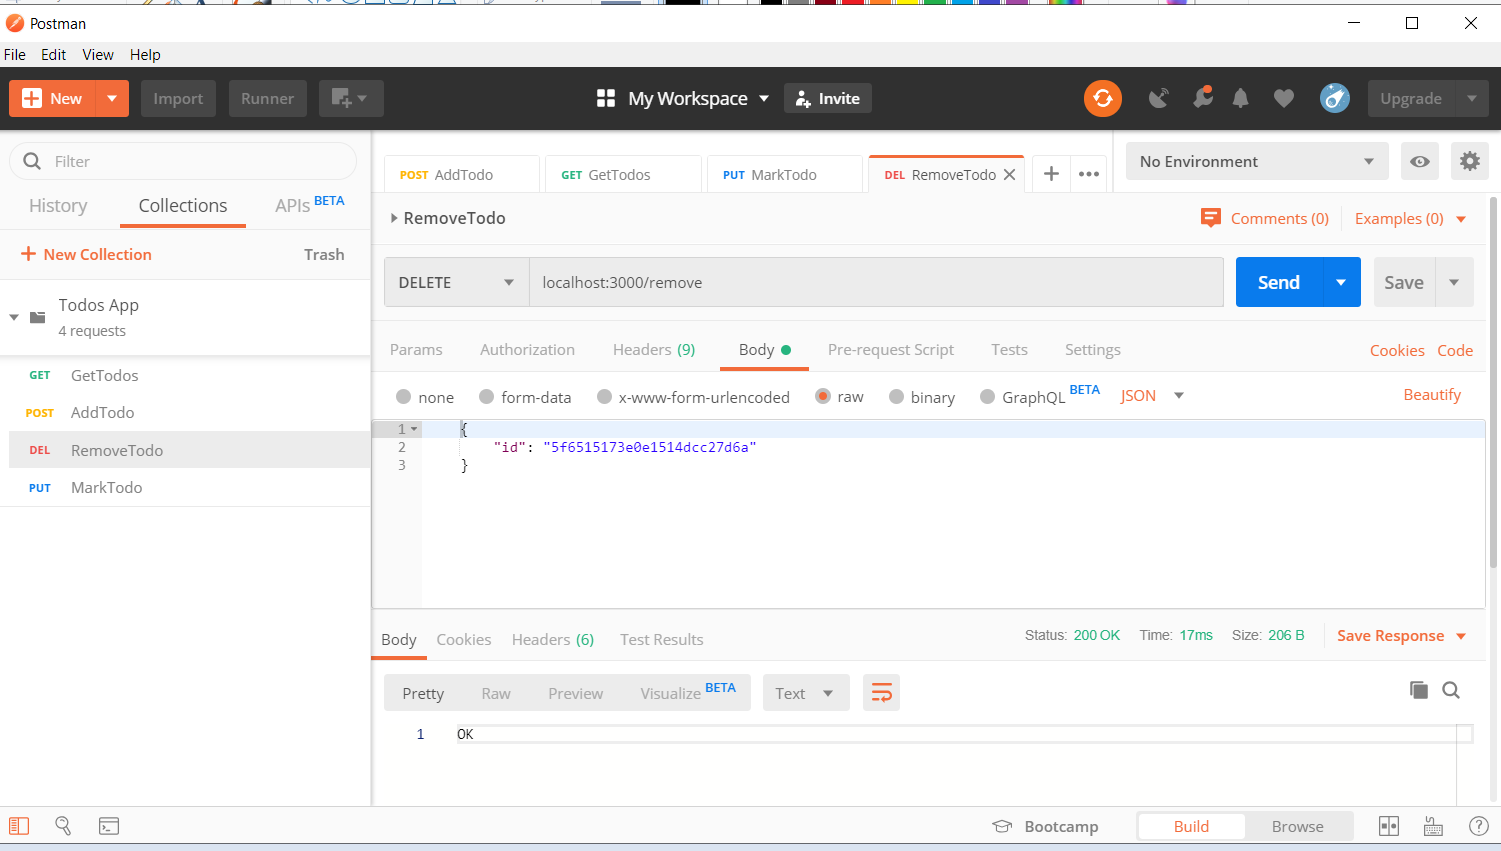 Postman
File Edit View Help
New Import Runner My Workspace Invite Upgrade
Filter
History Collections APIs BETA
New Collection Trash
Todos App
4 requests
GET GetTodos
POST AddTodo
DEL RemoveTodo
PUT MarkTodo
POST AddTodo GET GetTodos PUT MarkTodo DEL RemoveTodo
No Environment
RemoveTodo Comments (0) Examples (0)
DELETE localhost:3000/remove Send Save
Params Authorization Headers (9) Body Pre-request Script Tests Settings Cookies Code
none form-data x-www-form-urlencoded raw binary GraphQL BETA JSON Beautify
1 {
2 "id": "5f6515173e0e1514dcc27d6a"
3 }
Body Cookies Headers (6) Test Results Status: 200 OK Time: 17ms Size: 206 B Save Response
Pretty Raw Preview Visualize BETA Text
1 OK
Bootcamp Build Browse